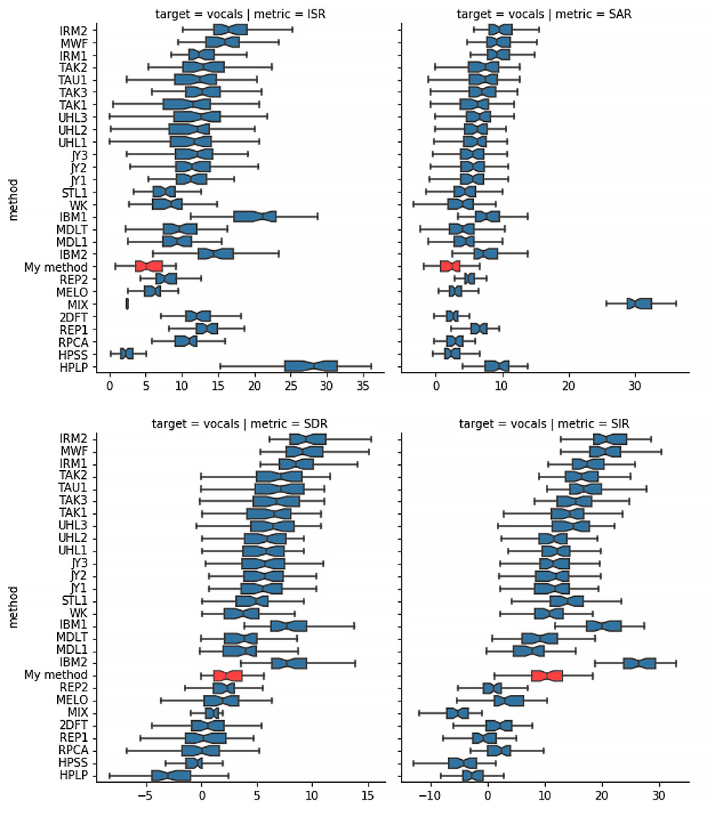 target = vocals | metric = ISR
target = vocals | metric = SAR
method
IRM2
MWF
IRM1
TAK2
TAU1
TAK3
TAK1
UHL3
UHL2
UHL1
JY3
JY2
JY1
STL1
WK
IBM1
MDLT
MDL1
IBM2
My method
REP2
MELO
MIX
2DFT
REP1
RPCA
HPSS
HPLP
0 5 10 15 20 25 30 35
0 10 20 30
target = vocals | metric = SDR
target = vocals | metric = SIR
method
IRM2
MWF
IRM1
TAK2
TAU1
TAK3
TAK1
UHL3
UHL2
UHL1
JY3
JY2
JY1
STL1
WK
IBM1
MDLT
MDL1
IBM2
My method
REP2
MELO
MIX
2DFT
REP1
RPCA
HPSS
HPLP
−5 0 5 10 15
−10 0 10 20 30